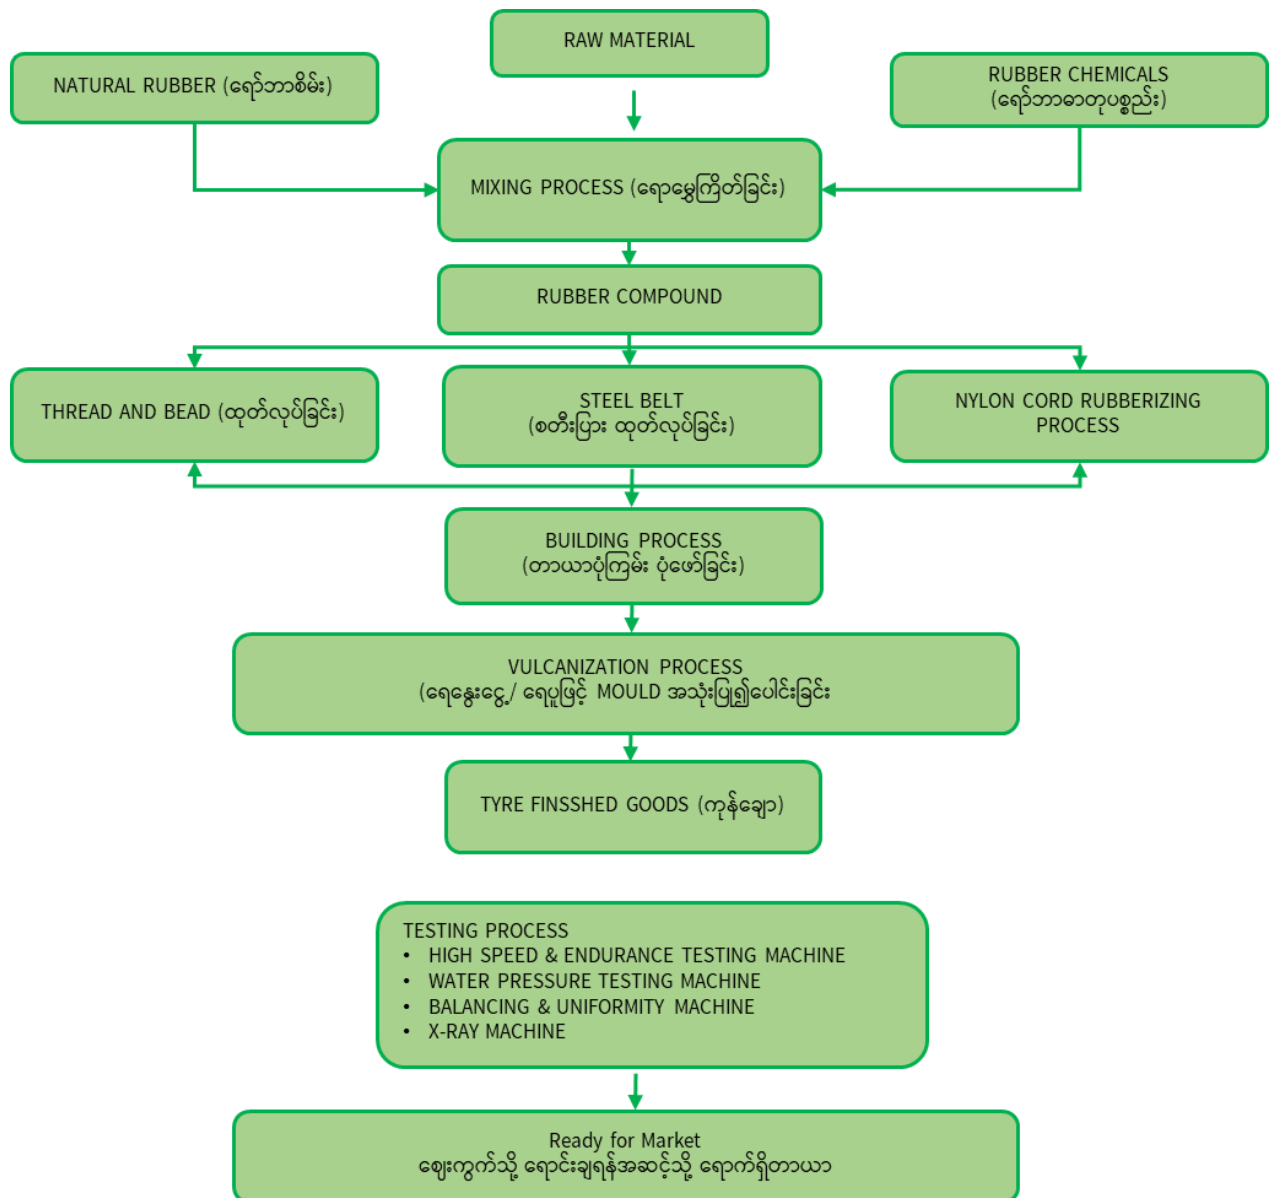 RAW MATERIAL
NATURAL RUBBER (ရော်ဘာစိမ်း)
RUBBER CHEMICALS
(ရော်ဘာဓာတုပစ္စည်း)
MIXING PROCESS (ရောမွှေကြိတ်ခြင်း)
RUBBER COMPOUND
THREAD AND BEAD (ထုတ်လုပ်ခြင်း)
STEEL BELT
(စတီးပြား ထုတ်လုပ်ခြင်း)
NYLON CORD RUBBERIZING
PROCESS
BUILDING PROCESS
(တာယာပုံကြမ်း ပုံဖော်ခြင်း)
VULCANIZATION PROCESS
(ရေနွေးငွေ့/ ရေပူဖြင့် MOULD အသုံးပြု၍ပေါင်းခြင်း
TYRE FINSSHED GOODS (ကုန်ချော)
TESTING PROCESS
• HIGH SPEED & ENDURANCE TESTING MACHINE
• WATER PRESSURE TESTING MACHINE
• BALANCING & UNIFORMITY MACHINE
• X-RAY MACHINE
Ready for Market
ဈေးကွက်သို့ ရောင်းချရန်အဆင့်သို့ ရောက်ရှိတာယာ